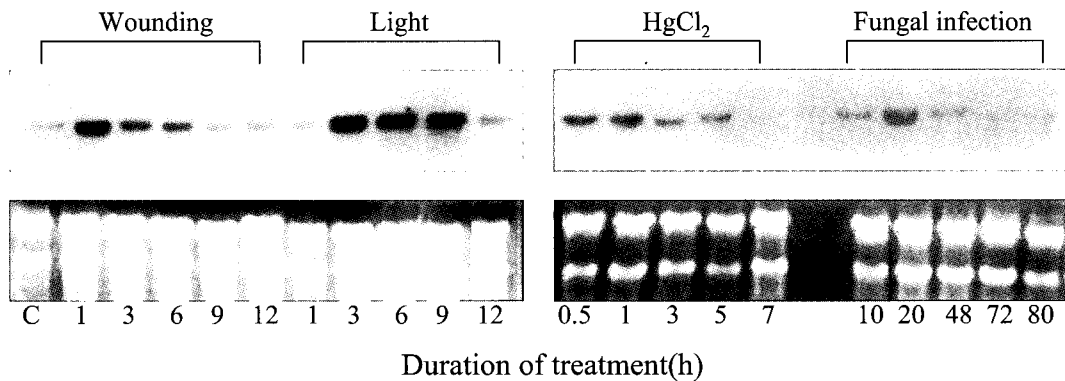 Wounding Light HgCl₂ Fungal infection
C 1 3 6 9 12 1 3 6 9 12 0.5 1 3 5 7 10 20 48 72 80
Duration of treatment(h)